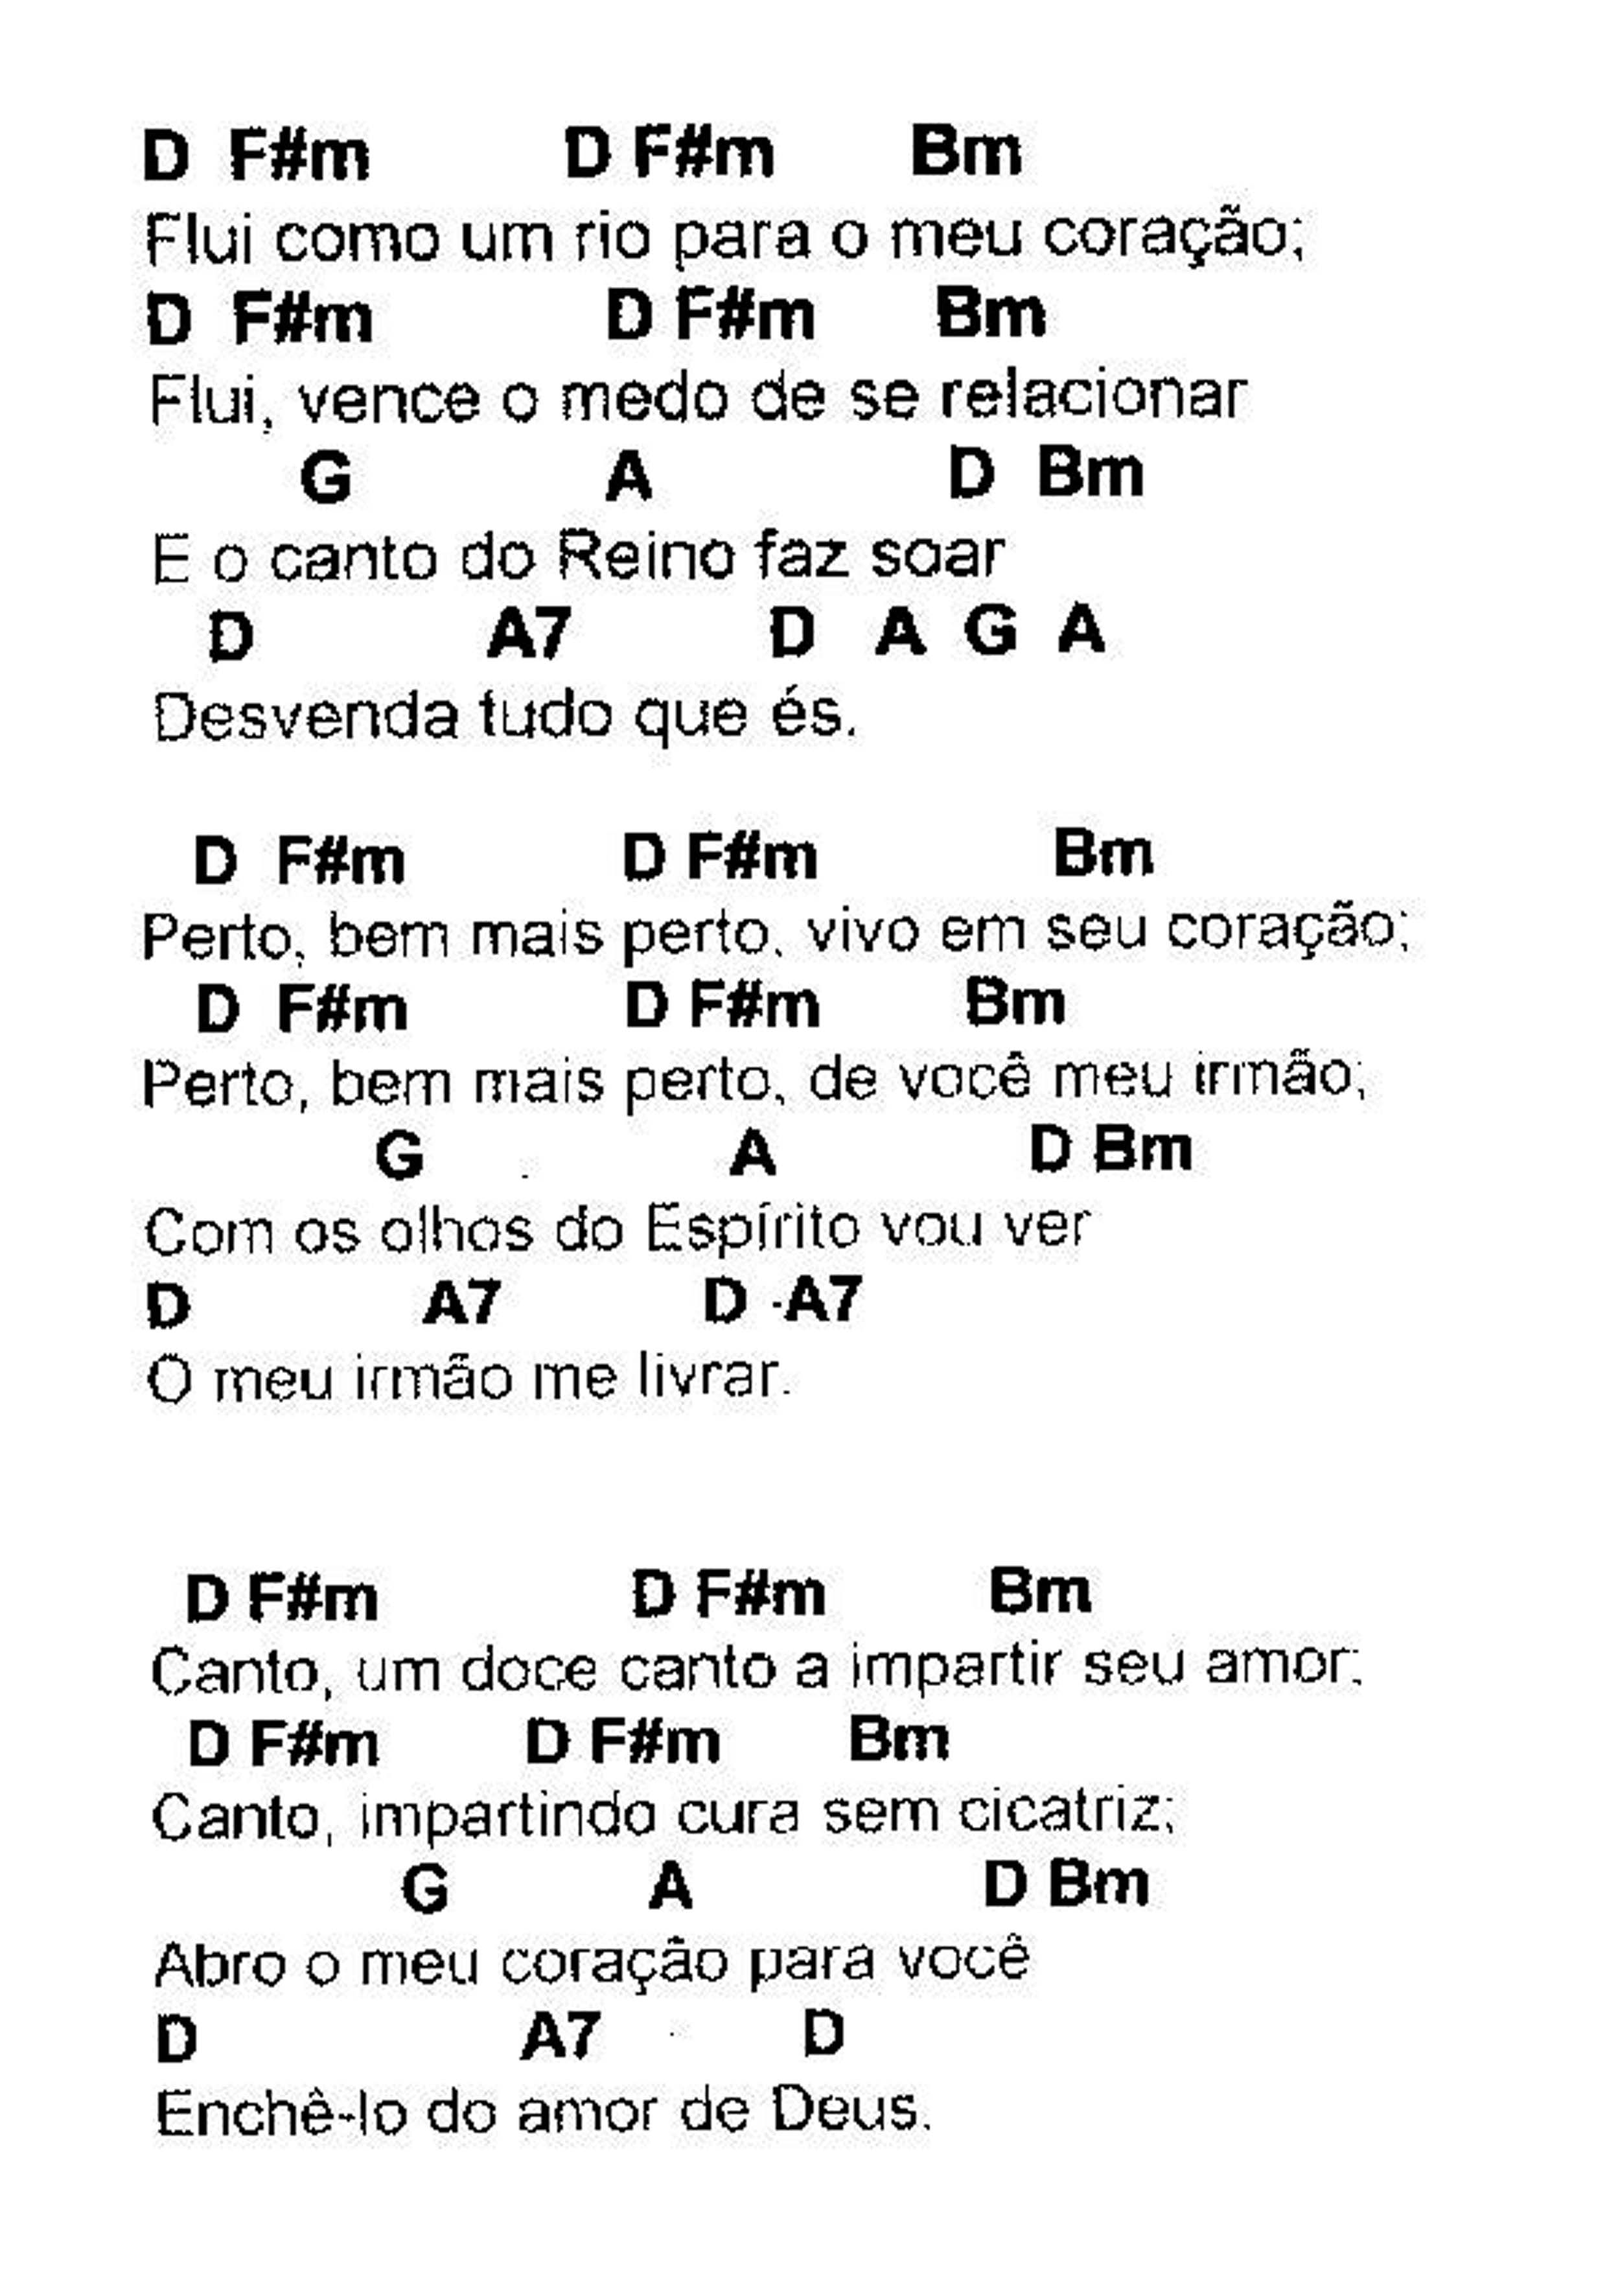 D F#m D F#m Bm
Flui como um rio para o meu coração;
D F#m D F#m Bm
Flui, vence o medo de se relacionar
G A D Bm
E o canto do Reino faz soar
D A7 D A G A
Desvenda tudo que és.
D F#m D F#m Bm
Perto, bem mais perto, vivo em seu coração;
D F#m D F#m Bm
Perto, bem mais perto, de você meu irmão;
G A D Bm
Com os olhos do Espírito vou ver
D A7 D A7
O meu irmão me livrar.
D F#m D F#m Bm
Canto, um doce canto a impartir seu amor;
D F#m D F#m Bm
Canto, impartindo cura sem cicatriz;
G A D Bm
Abro o meu coração para você
D A7 D
Enchê-lo do amor de Deus.